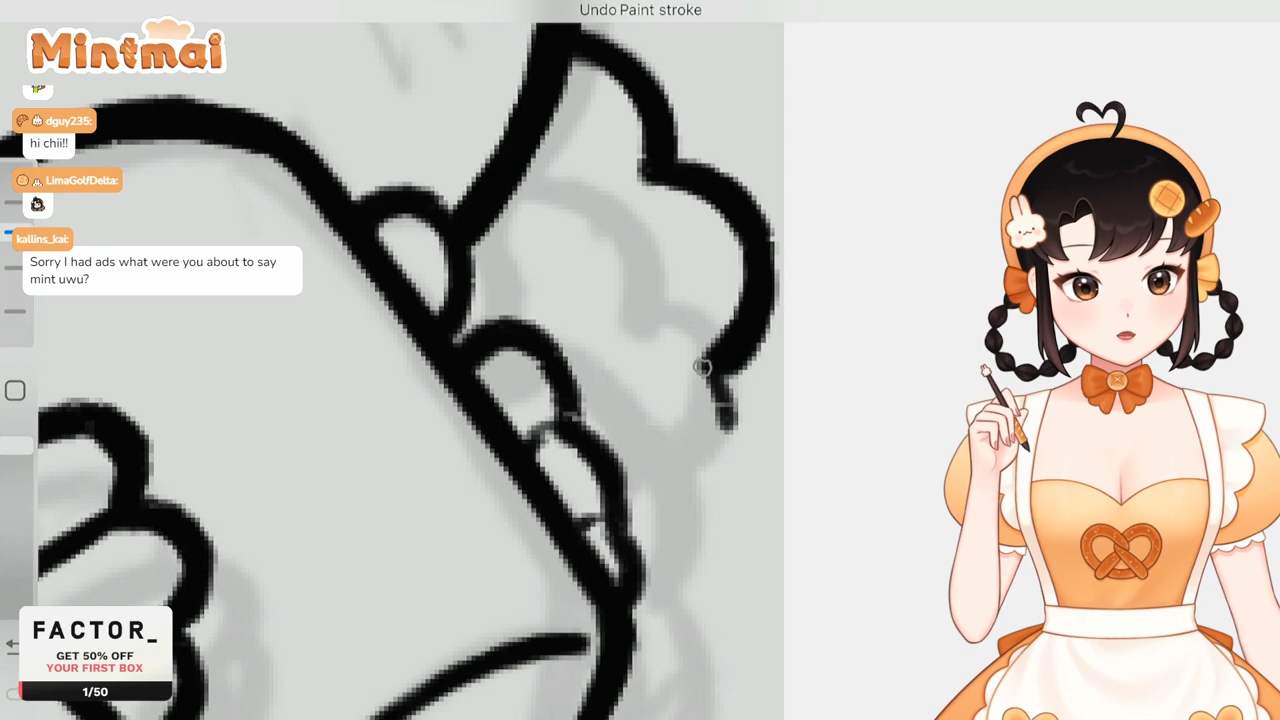 Undo Paint stroke
Mintmai
dguy235:
hi chii!!
LimaGolfDelta:
kallins_kai:
Sorry I had ads what were you about to say
mint uwu?
FACTOR_
GET 50% OFF
YOUR FIRST BOX
1/50